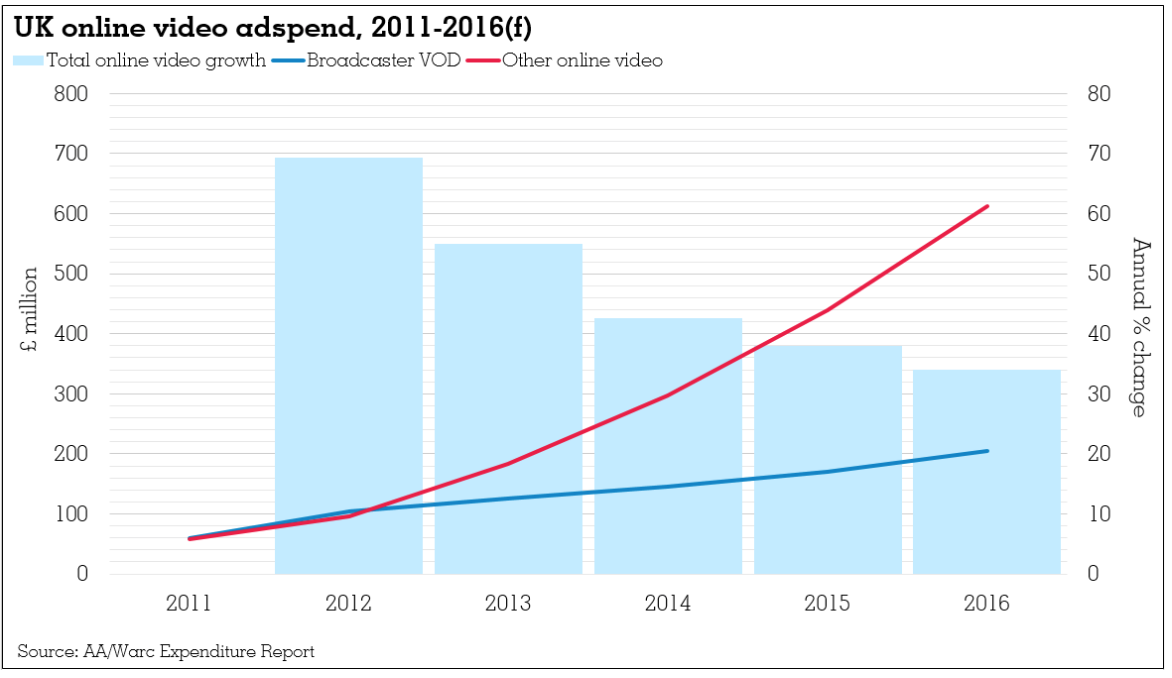 UK online video adspend, 2011-2016(f)
Total online video growth Broadcaster VOD Other online video
800 80
700 70
600 60
500 50
400 40
300 30
200 20
100 10
0 0
£ million
Annual % change
2011 2012 2013 2014 2015 2016
Source: AA/Warc Expenditure Report